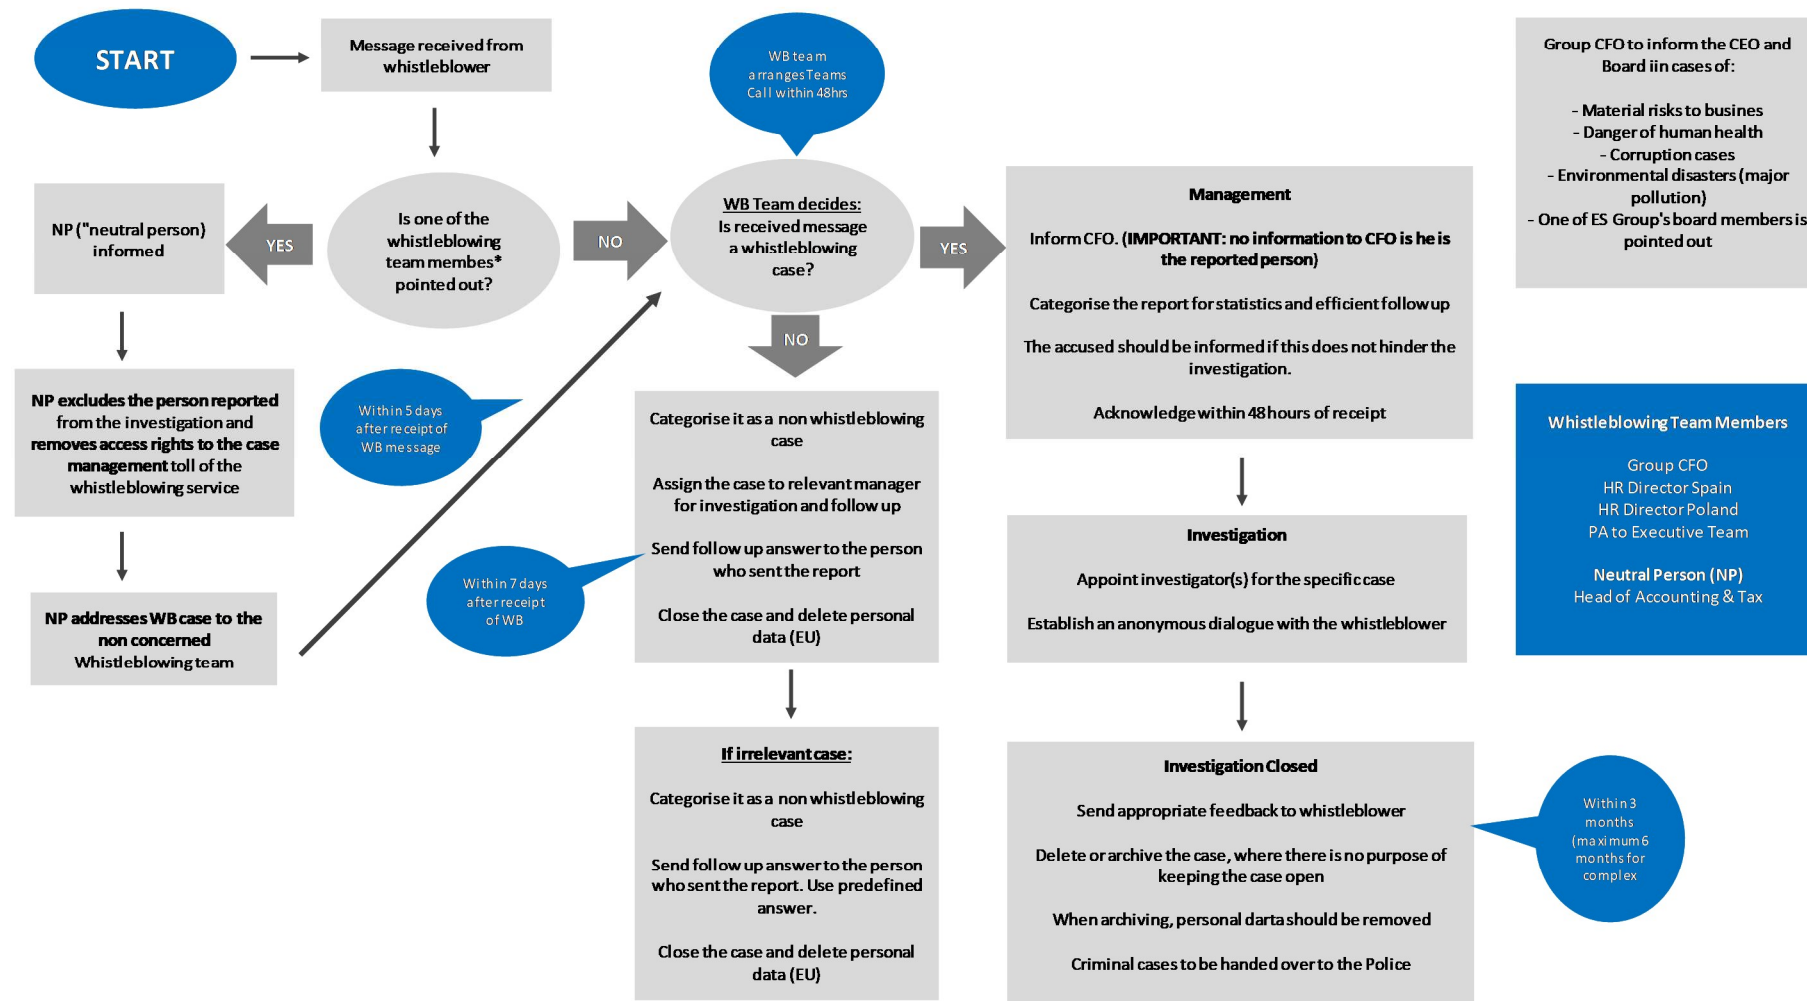 START
Message received from
whistleblower
WB team
arranges Teams
Call within 48hrs
Group CFO to inform the CEO and
Board iin cases of:
- Material risks to busines
- Danger of human health
- Corruption cases
- Environmental disasters (major
pollution)
- One of ES Group's board members is
pointed out
NP ("neutral person)
informed
YES
Is one of the
whistleblowing
team membes*
pointed out?
NO
WB Team decides:
Is received message
a whistleblowing
case?
YES
NO
Management
Inform CFO. (IMPORTANT: no information to CFO is he is
the reported person)
Categorise the report for statistics and efficient follow up
The accused should be informed if this does not hinder the
investigation.
Acknowledge within 48 hours of receipt
NP excludes the person reported
from the investigation and
removes access rights to the case
management toll of the
whistleblowing service
Within 5 days
after receipt of
WB message
Categorise it as a non whistleblowing
case
Assign the case to relevant manager
for investigation and follow up
Send follow up answer to the person
who sent the report
Close the case and delete personal
data (EU)
Within 7 days
after receipt
of WB
Whistleblowing Team Members
Group CFO
HR Director Spain
HR Director Poland
PA to Executive Team
Neutral Person (NP)
Head of Accounting & Tax
Investigation
Appoint investigator(s) for the specific case
Establish an anonymous dialogue with the whistleblower
NP addresses WB case to the
non concerned
Whistleblowing team
If irrelevant case:
Categorise it as a non whistleblowing
case
Send follow up answer to the person
who sent the report. Use predefined
answer.
Close the case and delete personal
data (EU)
Investigation Closed
Send appropriate feedback to whistleblower
Delete or archive the case, where there is no purpose of
keeping the case open
When archiving, personal darta should be removed
Criminal cases to be handed over to the Police
Within 3
months
(maximum 6
months for
complex